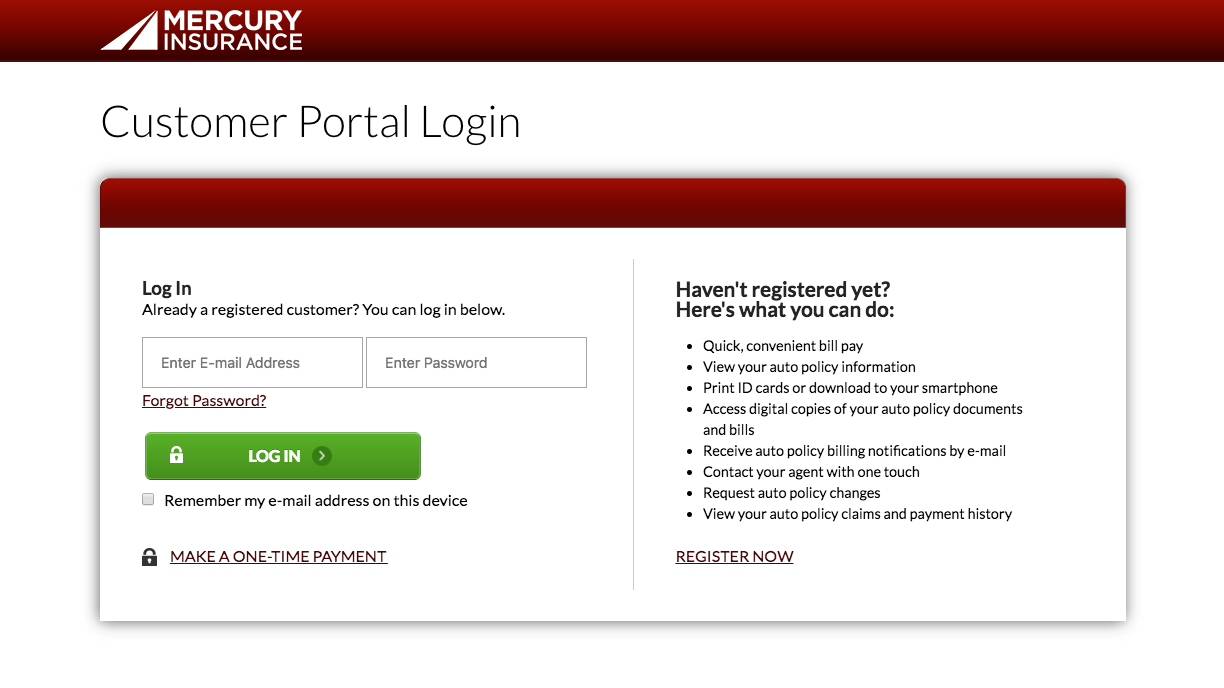 MERCURY
INSURANCE
Customer Portal Login
Log In
Already a registered customer? You can log in below.
Enter E-mail Address
Enter Password
Forgot Password?
LOG IN
Remember my e-mail address on this device
MAKE A ONE-TIME PAYMENT
Haven't registered yet?
Here's what you can do:
Quick, convenient bill pay
View your auto policy information
Print ID cards or download to your smartphone
Access digital copies of your auto policy documents
and bills
Receive auto policy billing notifications by e-mail
Contact your agent with one touch
Request auto policy changes
View your auto policy claims and payment history
REGISTER NOW